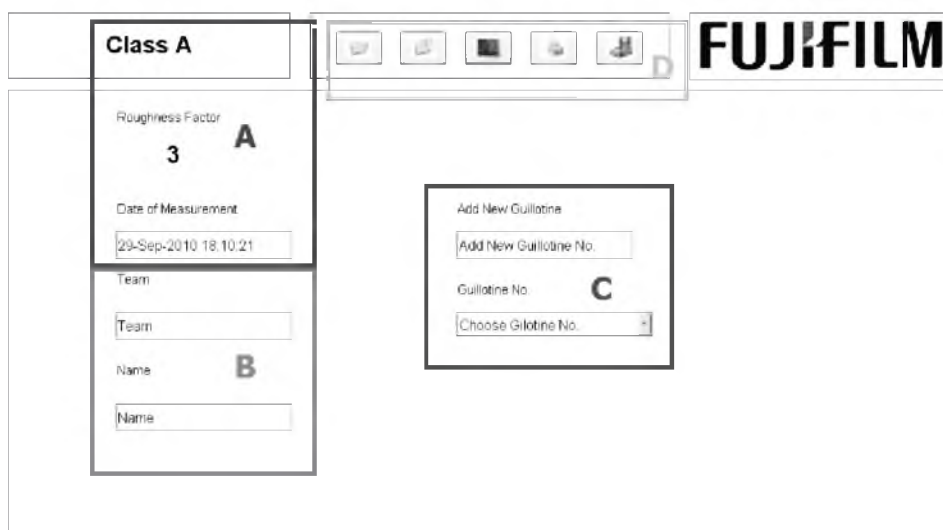 Class A
D
FUJIFILM
Roughness Factor
A
3
Date of Measurement
29-Sep-2010 18:10:21
Team
Team
Name
B
Name
Add New Guillotine
Add New Guillotine No.
Guillotine No.
C
Choose Gilotine No.